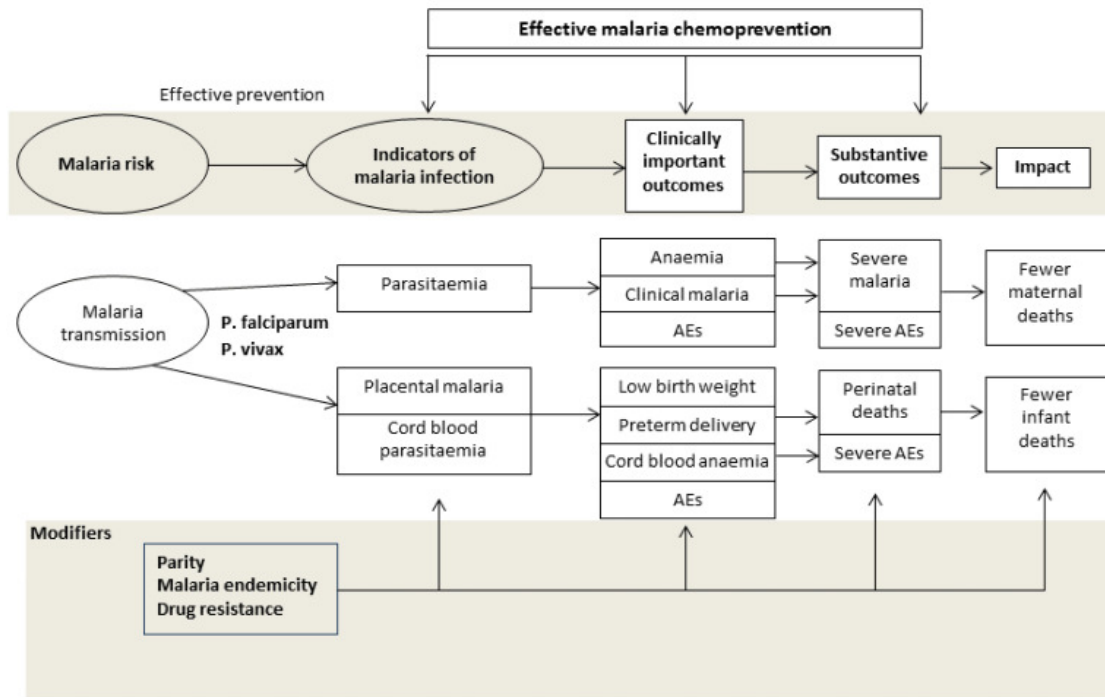 Effective malaria chemoprevention
Effective prevention
Malaria risk
Indicators of
malaria infection
Clinically
important
outcomes
Substantive
outcomes
Impact
Malaria
transmission
P. falciparum
P. vivax
Parasitaemia
Anaemia
Clinical malaria
AEs
Severe
malaria
Severe AEs
Fewer
maternal
deaths
Placental malaria
Cord blood
parasitaemia
Low birth weight
Preterm delivery
Cord blood anaemia
AEs
Perinatal
deaths
Severe AEs
Fewer
infant
deaths
Modifiers
Parity
Malaria endemicity
Drug resistance